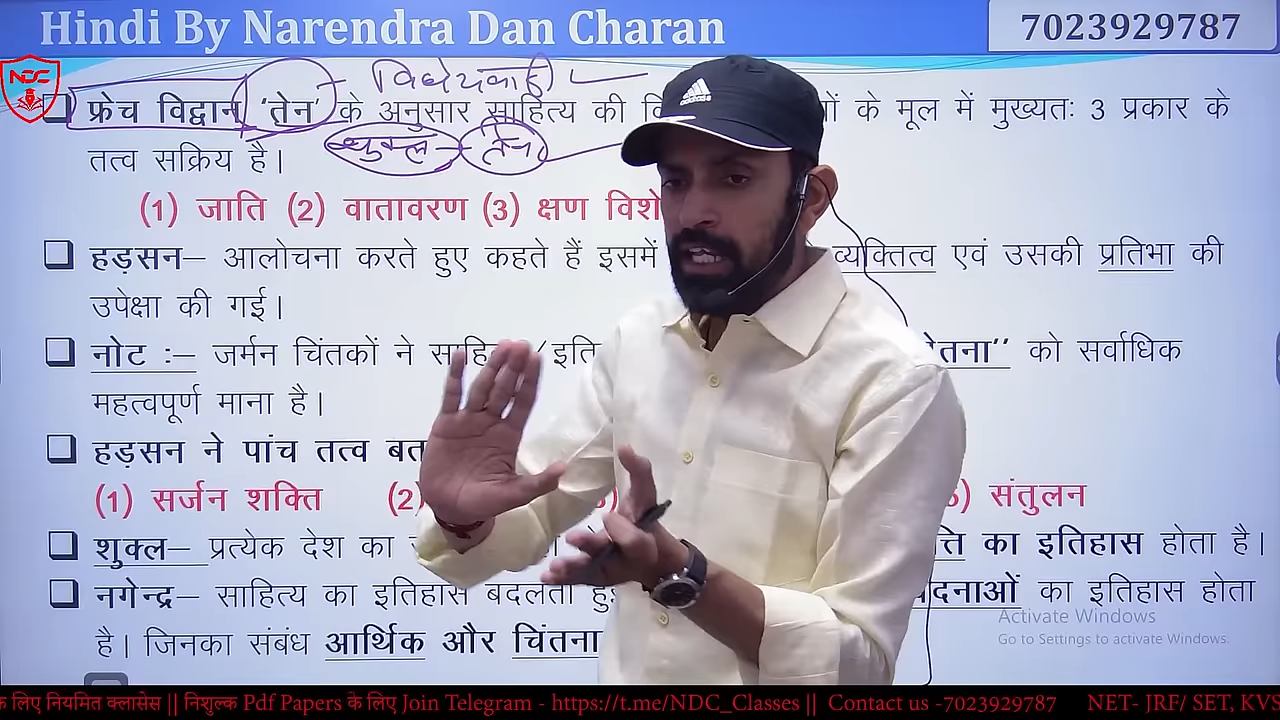 Hindi By Narendra Dan Charan
7023929787
NDC
विधेयवादी
❑ फ्रेच विद्वान 'तेन' के अनुसार साहित्य की वि ों के मूल में मुख्यतः 3 प्रकार के
शुक्ल तेन
तत्व सक्रिय है।
(1) जाति (2) वातावरण (3) क्षण विशे
❑ हड़सन– आलोचना करते हुए कहते हैं इसमें व्यक्तित्व एवं उसकी प्रतिभा की
उपेक्षा की गई।
❑ नोट :– जर्मन चिंतकों ने साहि /इति ेतना'' को सर्वाधिक
महत्वपूर्ण माना है।
❑ हड़सन ने पांच तत्व बत
(1) सर्जन शक्ति (2) 5) संतुलन
❑ शुक्ल– प्रत्येक देश का त्ति का इतिहास होता है।
❑ नगेन्द्र– साहित्य का इतिहास बदलता हु दनाओं का इतिहास होता
है। जिनका संबंध आर्थिक और चिंतना
Activate Windows
Go to Settings to activate Windows.
के लिए नियमित क्लासेस || निशुल्क Pdf Papers के लिए Join Telegram - https://t.me/NDC_Classes || Contact us -7023929787 NET- JRF/ SET, KVS